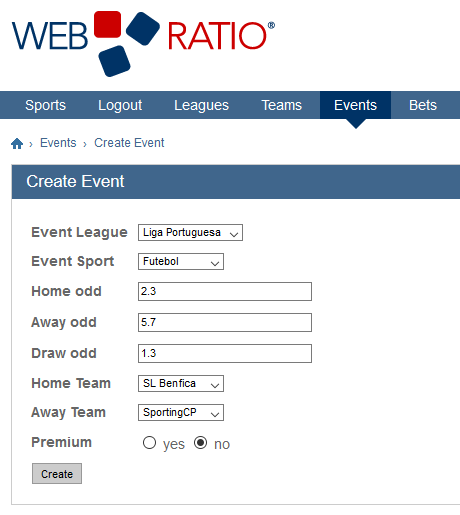 WEB RATIO®
Sports Logout Leagues Teams Events Bets
› Events › Create Event
Create Event
Event League Liga Portuguesa
Event Sport Futebol
Home odd 2.3
Away odd 5.7
Draw odd 1.3
Home Team SL Benfica
Away Team SportingCP
Premium yes no
Create